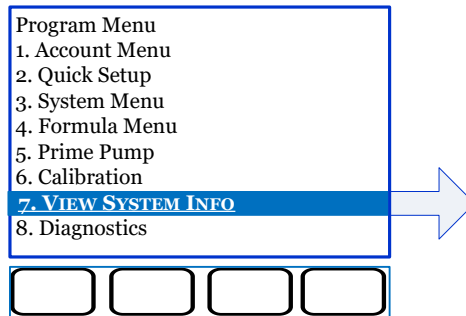 Program Menu
1. Account Menu
2. Quick Setup
3. System Menu
4. Formula Menu
5. Prime Pump
6. Calibration
7. View System Info
8. Diagnostics